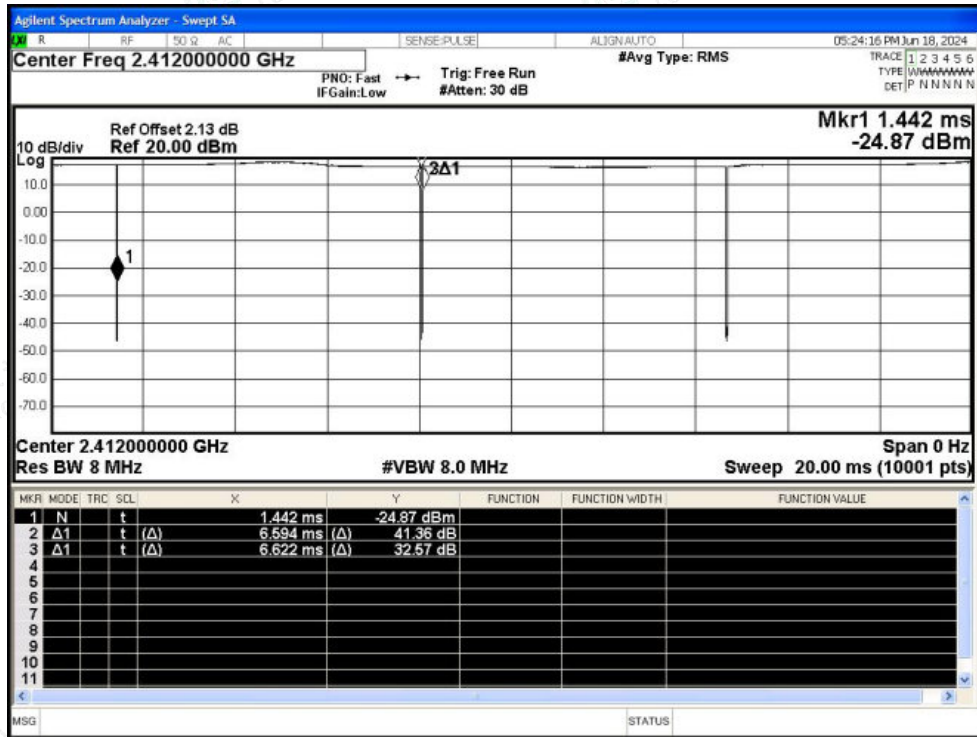 Agilent Spectrum Analyzer - Swept SA
R RF 50 Ω AC SENSE:PULSE ALIGN AUTO 05:24:16 PM Jun 18, 2024
Center Freq 2.412000000 GHz #Avg Type: RMS TRACE 1 2 3 4 5 6
PNO: Fast Trig: Free Run TYPE
IFGain:Low #Atten: 30 dB DET P N N N N N
Mkr1 1.442 ms
Ref Offset 2.13 dB
10 dB/div Ref 20.00 dBm -24.87 dBm
Log
3Δ1
10.0
0.00
-10.0
1
-20.0
-30.0
-40.0
-50.0
-60.0
-70.0
Center 2.412000000 GHz Span 0 Hz
Res BW 8 MHz #VBW 8.0 MHz Sweep 20.00 ms (10001 pts)
MKR MODE TRC SCL X Y FUNCTION FUNCTION WIDTH FUNCTION VALUE
1 N t 1.442 ms -24.87 dBm
2 Δ1 t (Δ) 6.594 ms (Δ) 41.36 dB
3 Δ1 t (Δ) 6.622 ms (Δ) 32.57 dB
4
5
6
7
8
9
10
11
MSG STATUS